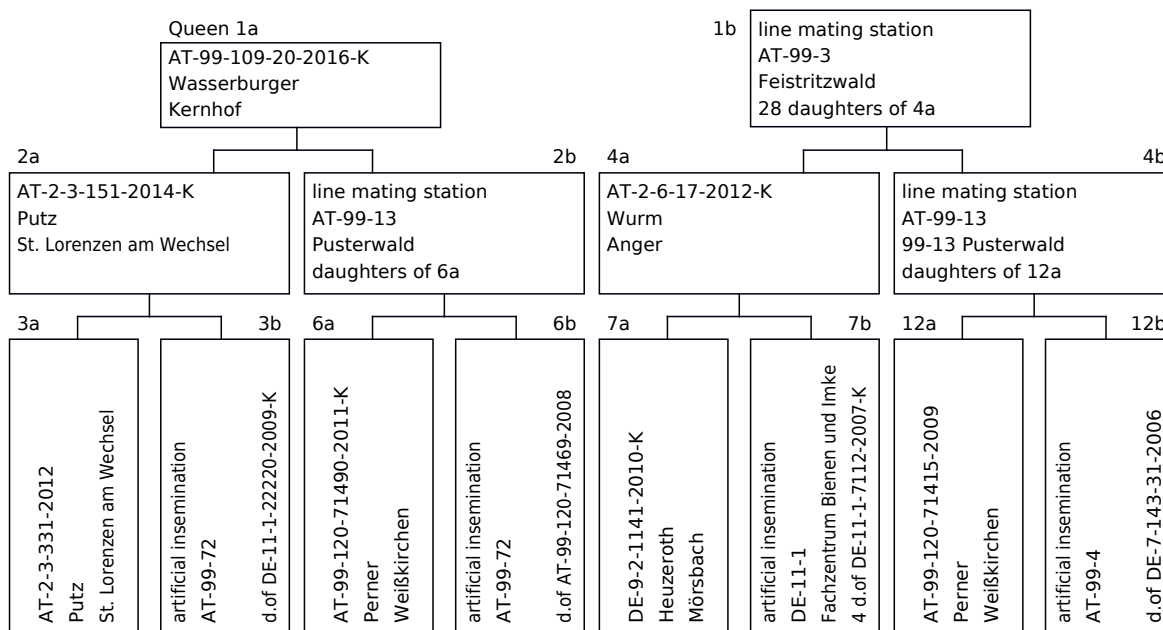 Queen 1a
AT-99-109-20-2016-K
Wasserburger
Kernhof
1b
line mating station
AT-99-3
Feistritzwald
28 daughters of 4a
2a
AT-2-3-151-2014-K
Putz
St. Lorenzen am Wechsel
2b
line mating station
AT-99-13
Pusterwald
daughters of 6a
4a
AT-2-6-17-2012-K
Wurm
Anger
4b
line mating station
AT-99-13
99-13 Pusterwald
daughters of 12a
3a
AT-2-3-331-2012
Putz
St. Lorenzen am Wechsel
3b
artificial insemination
AT-99-72
d.of DE-11-1-22220-2009-K
6a
AT-99-120-71490-2011-K
Perner
Weißkirchen
6b
artificial insemination
AT-99-72
d.of AT-99-120-71469-2008
7a
DE-9-2-1141-2010-K
Heuzeroth
Mörsbach
7b
artificial insemination
DE-11-1
Fachzentrum Bienen und Imke
4 d.of DE-11-1-7112-2007-K
12a
AT-99-120-71415-2009
Perner
Weißkirchen
12b
artificial insemination
AT-99-4
d.of DE-7-143-31-2006